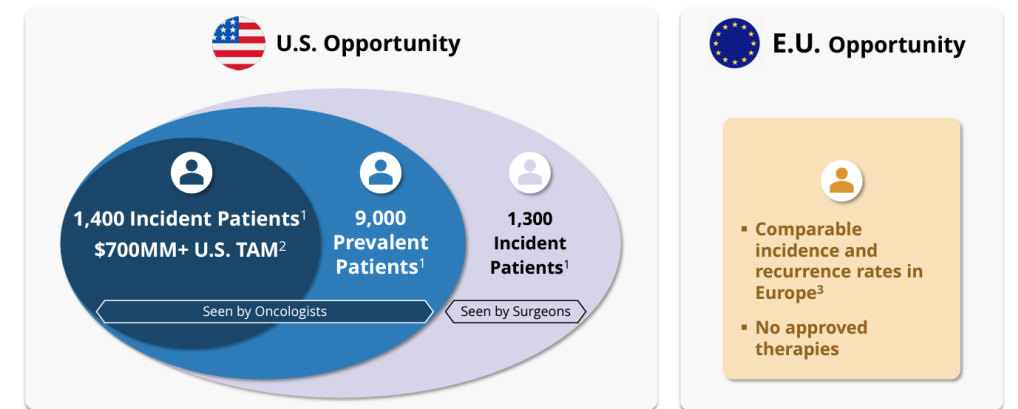 U.S. Opportunity
1,400 Incident Patients¹
$700MM+ U.S. TAM²
9,000
Prevalent
Patients¹
1,300
Incident
Patients¹
Seen by Oncologists
Seen by Surgeons
E.U. Opportunity
▪ Comparable
incidence and
recurrence rates in
Europe³
▪ No approved
therapies